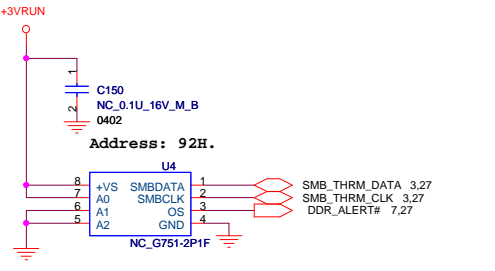 +3VRUN
1
2
C150
NC_0.1U_16V_M_B
0402
Address: 92H.
U4
8 +VS SMBDATA 1 SMB_THRM_DATA 3,27
7 A0 SMBCLK 2 SMB_THRM_CLK 3,27
6 A1 OS 3 DDR_ALERT# 7,27
5 A2 GND 4
NC_G751-2P1F